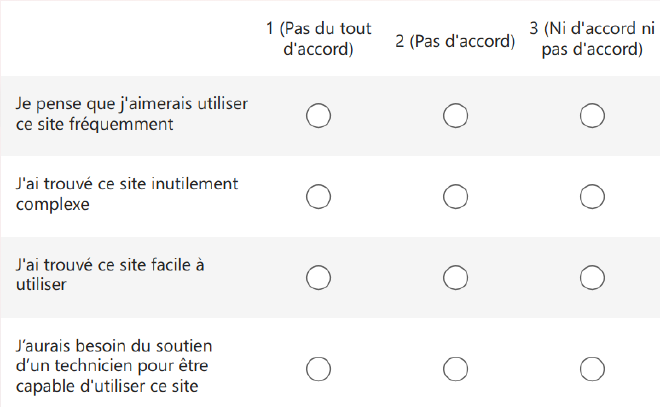 1 (Pas du tout d'accord)
2 (Pas d'accord)
3 (Ni d'accord ni pas d'accord)
Je pense que j'aimerais utiliser
ce site fréquemment
J'ai trouvé ce site inutilement
complexe
J'ai trouvé ce site facile à
utiliser
J’aurais besoin du soutien
d’un technicien pour être
capable d'utiliser ce site